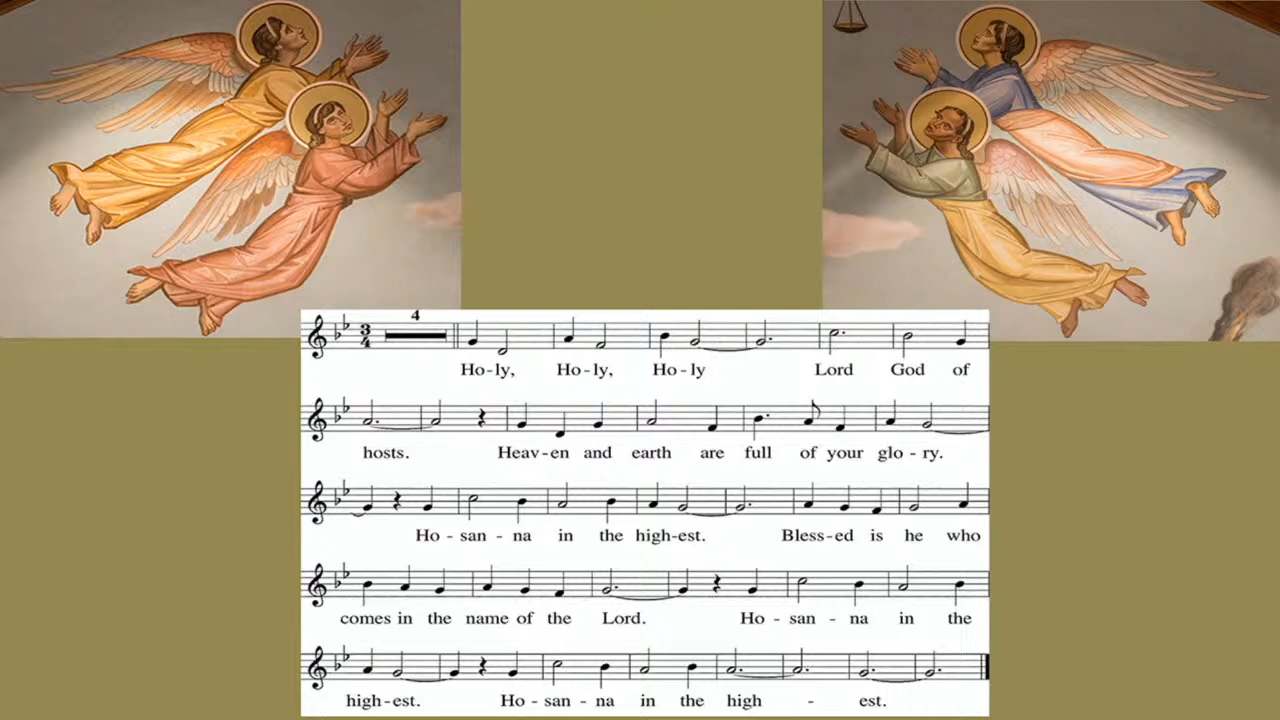 4
3
4
Ho-ly, Ho-ly, Ho-ly Lord God of
hosts. Heav-en and earth are full of your glo-ry.
Ho-san-na in the high-est. Bless-ed is he who
comes in the name of the Lord. Ho-san-na in the
high-est. Ho-san-na in the high-est.